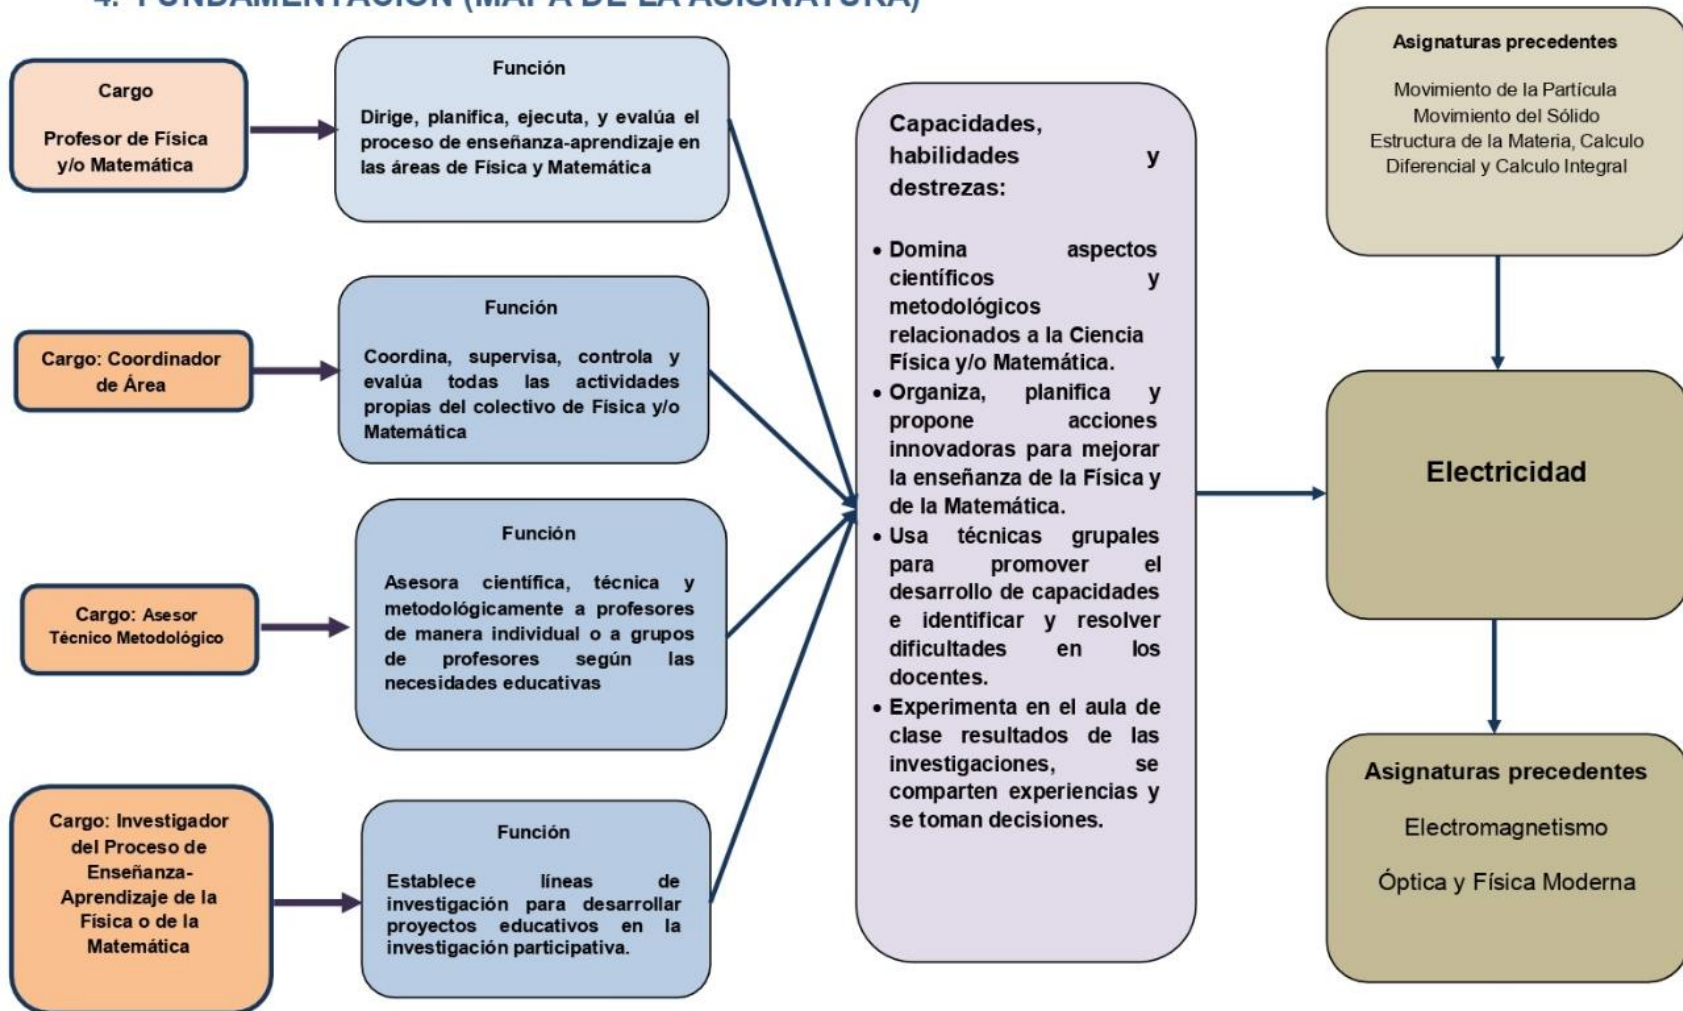 4. FUNDAMENTACIÓN (MAPA DE LA ASIGNATURA)
Cargo
Profesor de Física
y/o Matemática
Función
Dirige, planifica, ejecuta, y evalúa el
proceso de enseñanza-aprendizaje en
las áreas de Física y Matemática
Cargo: Coordinador
de Área
Función
Coordina, supervisa, controla y
evalúa todas las actividades
propias del colectivo de Física y/o
Matemática
Cargo: Asesor
Técnico Metodológico
Función
Asesora científica, técnica y
metodológicamente a profesores
de manera individual o a grupos
de profesores según las
necesidades educativas
Cargo: Investigador
del Proceso de
Enseñanza-
Aprendizaje de la
Física o de la
Matemática
Función
Establece líneas de
investigación para desarrollar
proyectos educativos en la
investigación participativa.
Capacidades,
habilidades y
destrezas:
• Domina aspectos
científicos y
metodológicos
relacionados a la Ciencia
Física y/o Matemática.
• Organiza, planifica y
propone acciones
innovadoras para mejorar
la enseñanza de la Física y
de la Matemática.
• Usa técnicas grupales
para promover el
desarrollo de capacidades
e identificar y resolver
dificultades en los
docentes.
• Experimenta en el aula de
clase resultados de las
investigaciones, se
comparten experiencias y
se toman decisiones.
Asignaturas precedentes
Movimiento de la Partícula
Movimiento del Sólido
Estructura de la Materia, Calculo
Diferencial y Calculo Integral
Electricidad
Asignaturas precedentes
Electromagnetismo
Óptica y Física Moderna